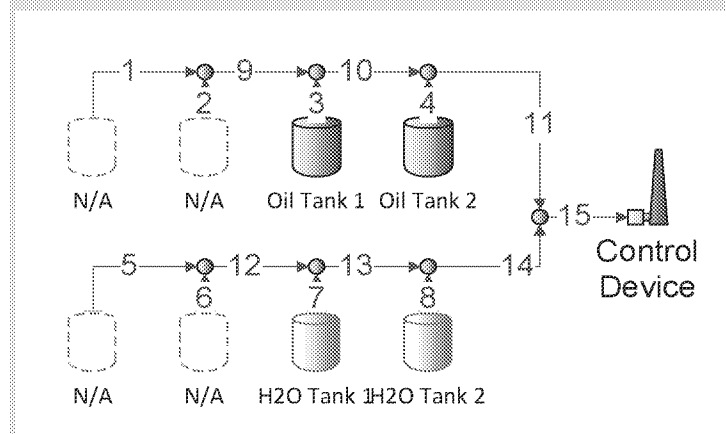 1 9 10
2 3 4
11
N/A N/A Oil Tank 1 Oil Tank 2
15
Control
Device
5 12 13 14
6 7 8
N/A N/A H2O Tank 1 H2O Tank 2